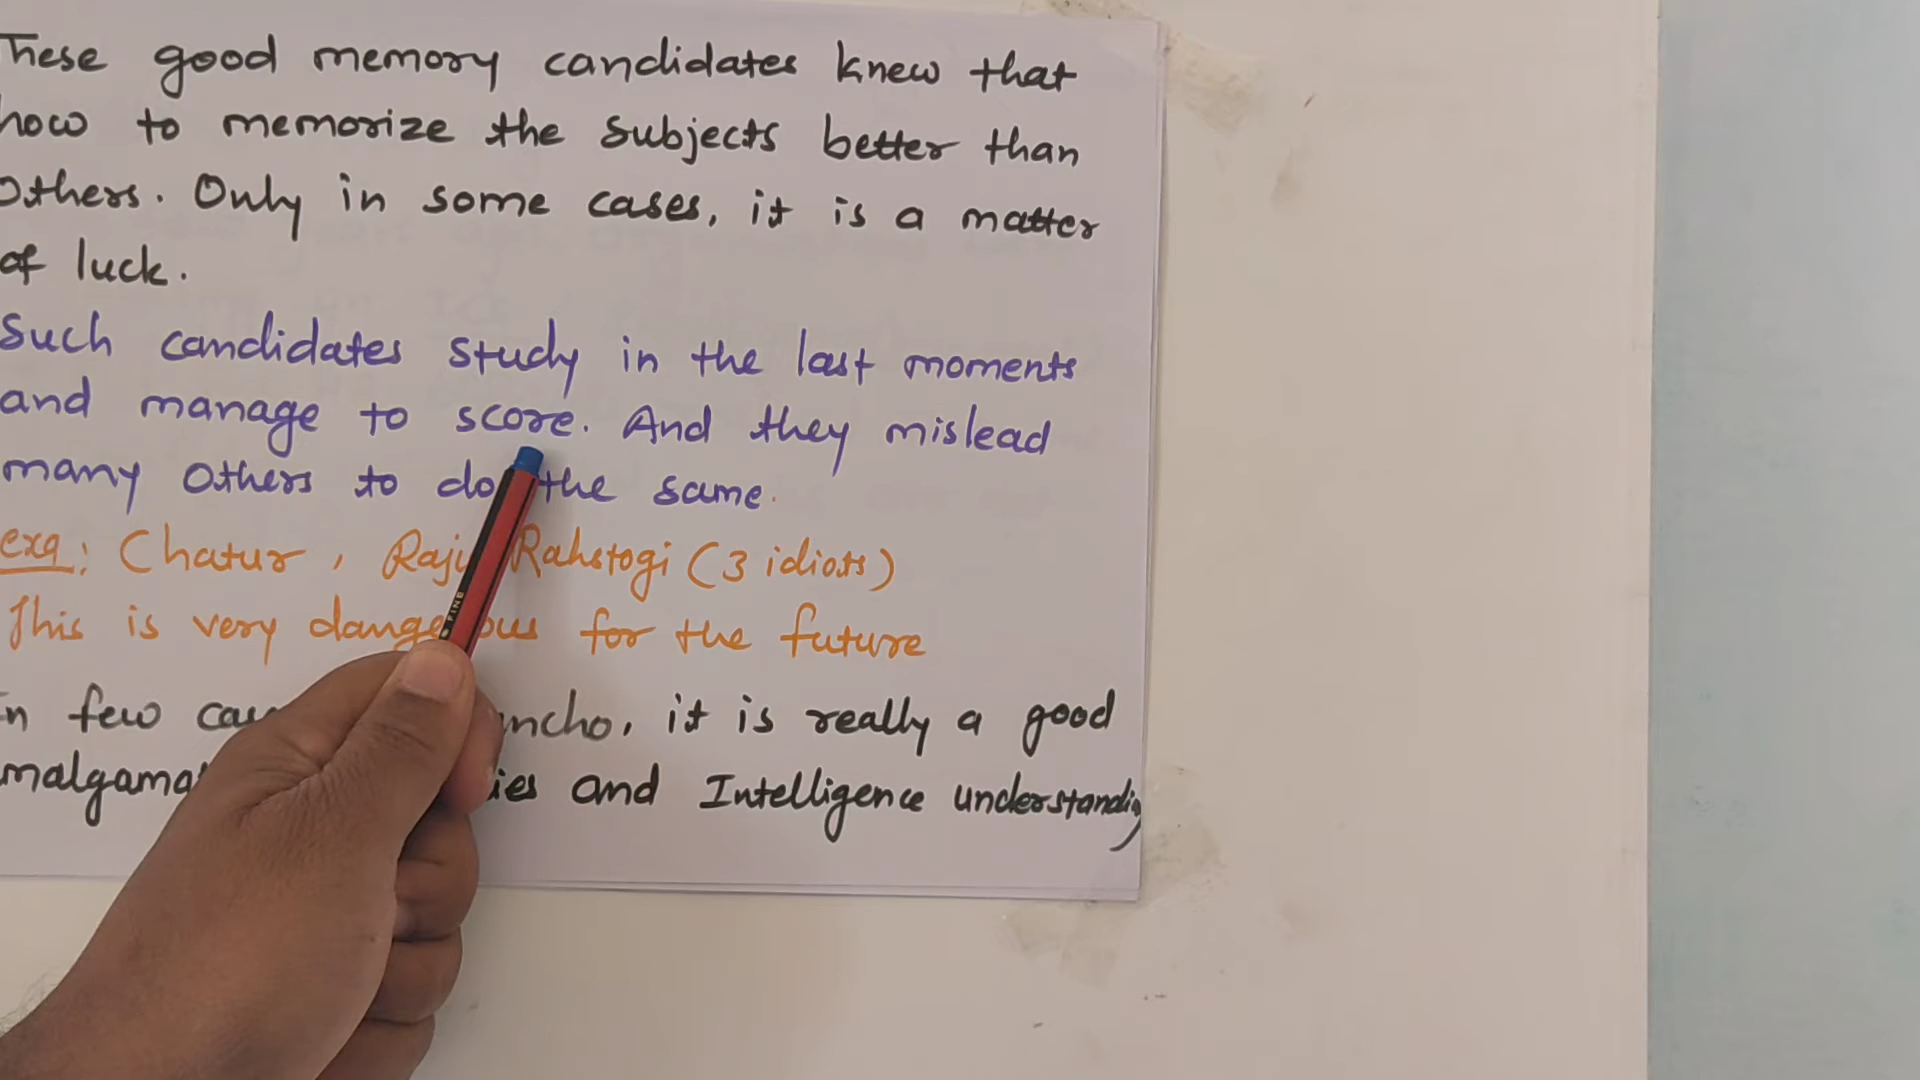 These good memory candidates knew that
how to memorize the subjects better than
Others. Only in some cases, it is a matter
of luck.
Such candidates study in the last moments
and manage to score. And they mislead
many others to do the same.
exa: Chatur, Raju Rahstogi (3 idiots)
This is very dangerous for the future
In few it is really a good
and Intelligence understanding
FINE